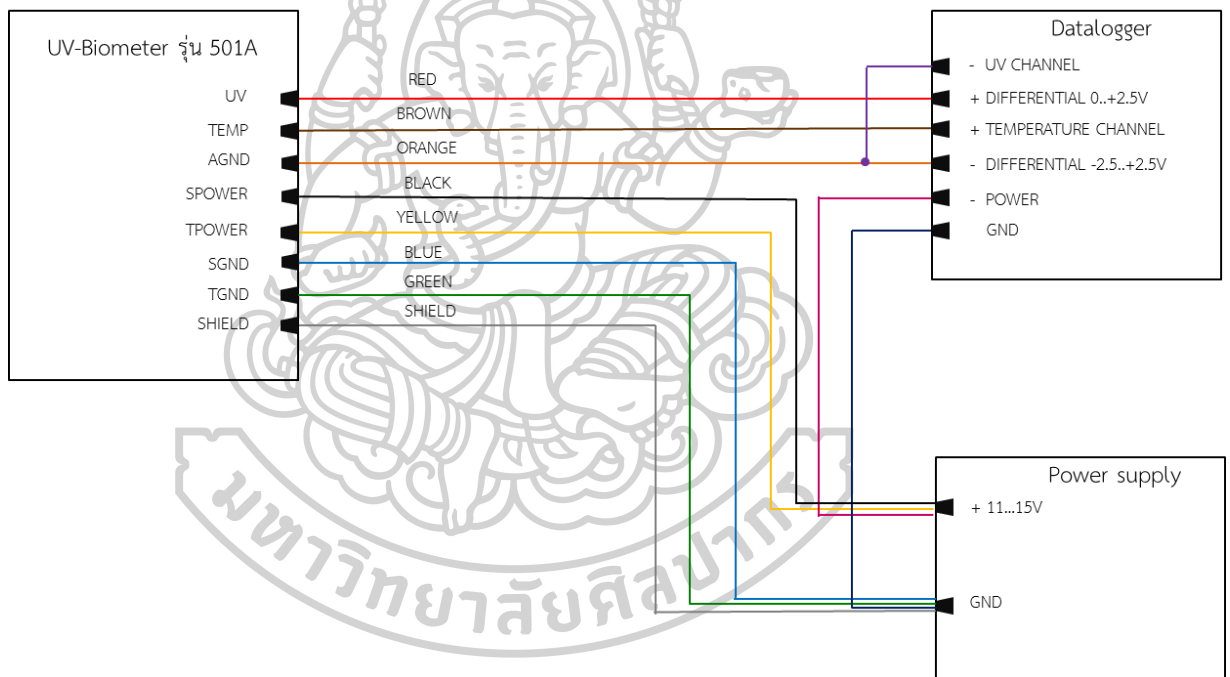 UV-Biometer รุ่น 501A
UV
TEMP
AGND
SPOWER
TPOWER
SGND
TGND
SHIELD
RED
BROWN
ORANGE
BLACK
YELLOW
BLUE
GREEN
SHIELD
Datalogger
- UV CHANNEL
+ DIFFERENTIAL 0..+2.5V
+ TEMPERATURE CHANNEL
- DIFFERENTIAL -2.5..+2.5V
- POWER
GND
Power supply
+ 11...15V
GND
มหาวิทยาลัยศิลปากร